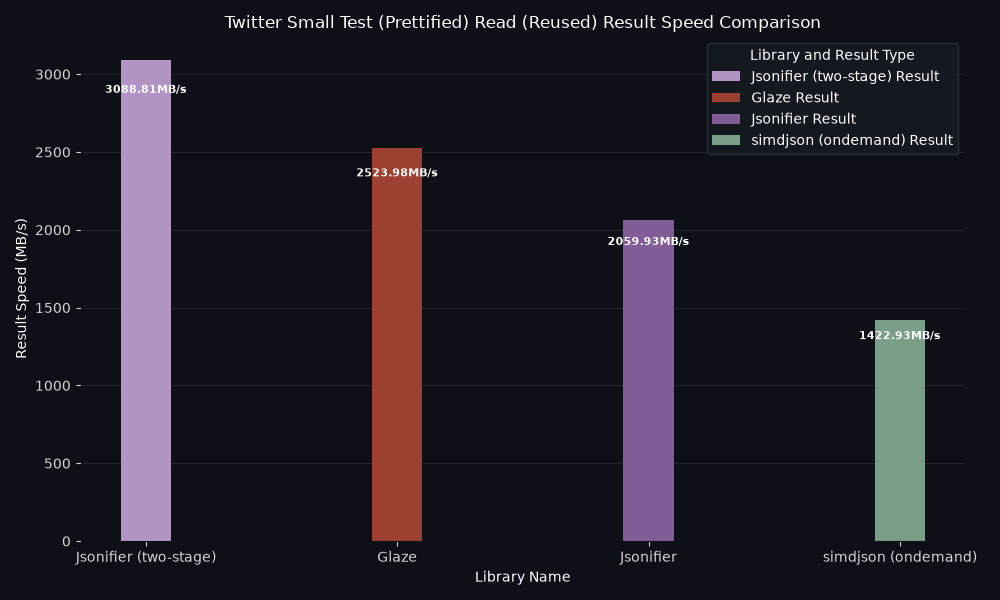 Twitter Small Test (Prettified) Read (Reused) Result Speed Comparison
Library and Result Type
Jsonifier (two-stage) Result
Glaze Result
Jsonifier Result
simdjson (ondemand) Result
Result Speed (MB/s)
3000
2500
2000
1500
1000
500
0
3088.81MB/s
2523.98MB/s
2059.93MB/s
1422.93MB/s
Jsonifier (two-stage)
Glaze
Jsonifier
simdjson (ondemand)
Library Name